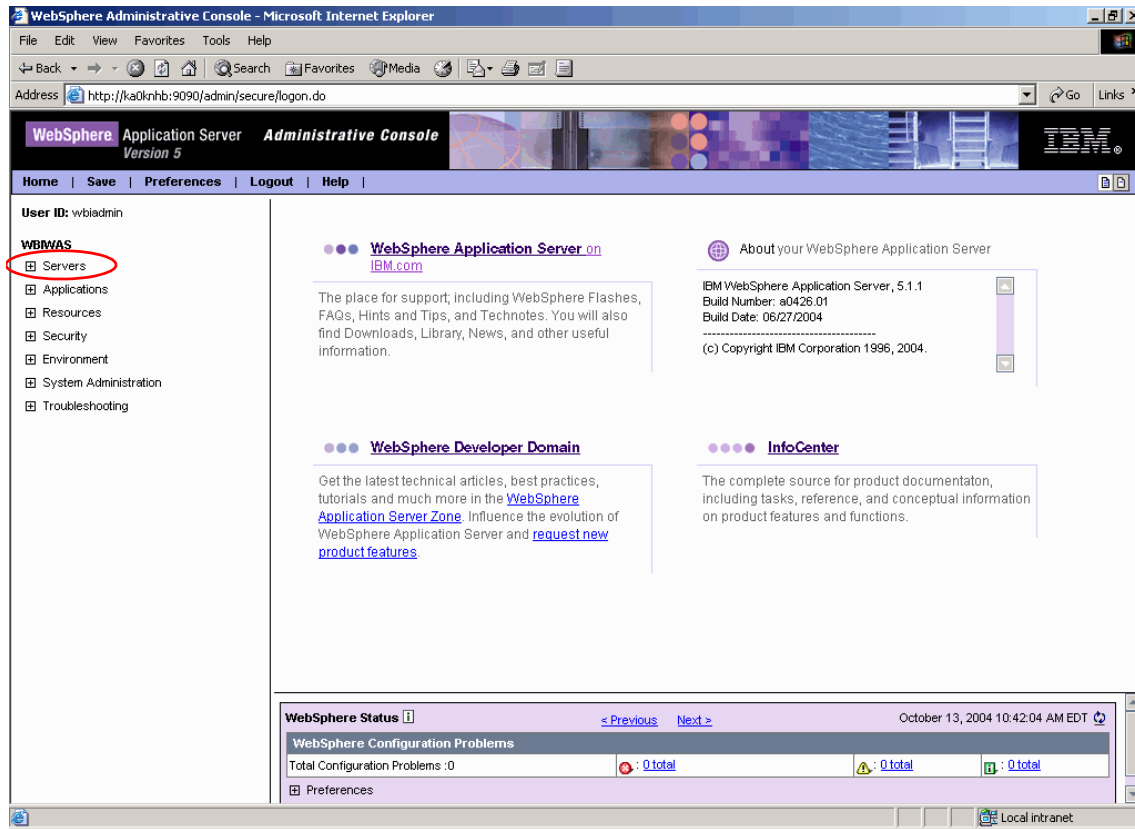 WebSphere Administrative Console - Microsoft Internet Explorer
File Edit View Favorites Tools Help
Back Search Favorites Media
Address http://ka0knhb:9090/admin/secure/logon.do Go Links
WebSphere. Application Server Administrative Console
Version 5
IBM.
Home | Save | Preferences | Logout | Help |
User ID: wbiadmin
WBIWAS
Servers
Applications
Resources
Security
Environment
System Administration
Troubleshooting
WebSphere Application Server on
IBM.com
The place for support; including WebSphere Flashes,
FAQs, Hints and Tips, and Technotes. You will also
find Downloads, Library, News, and other useful
information.
About your WebSphere Application Server
IBM WebSphere Application Server, 5.1.1
Build Number: a0426.01
Build Date: 06/27/2004
----------------------------------------
(c) Copyright IBM Corporation 1996, 2004.
WebSphere Developer Domain
Get the latest technical articles, best practices,
tutorials and much more in the WebSphere
Application Server Zone. Influence the evolution of
WebSphere Application Server and request new
product features.
InfoCenter
The complete source for product documentaton,
including tasks, reference, and conceptual information
on product features and functions.
WebSphere Status i < Previous Next > October 13, 2004 10:42:04 AM EDT
WebSphere Configuration Problems
Total Configuration Problems :0 : 0 total : 0 total : 0 total
Preferences
Local intranet